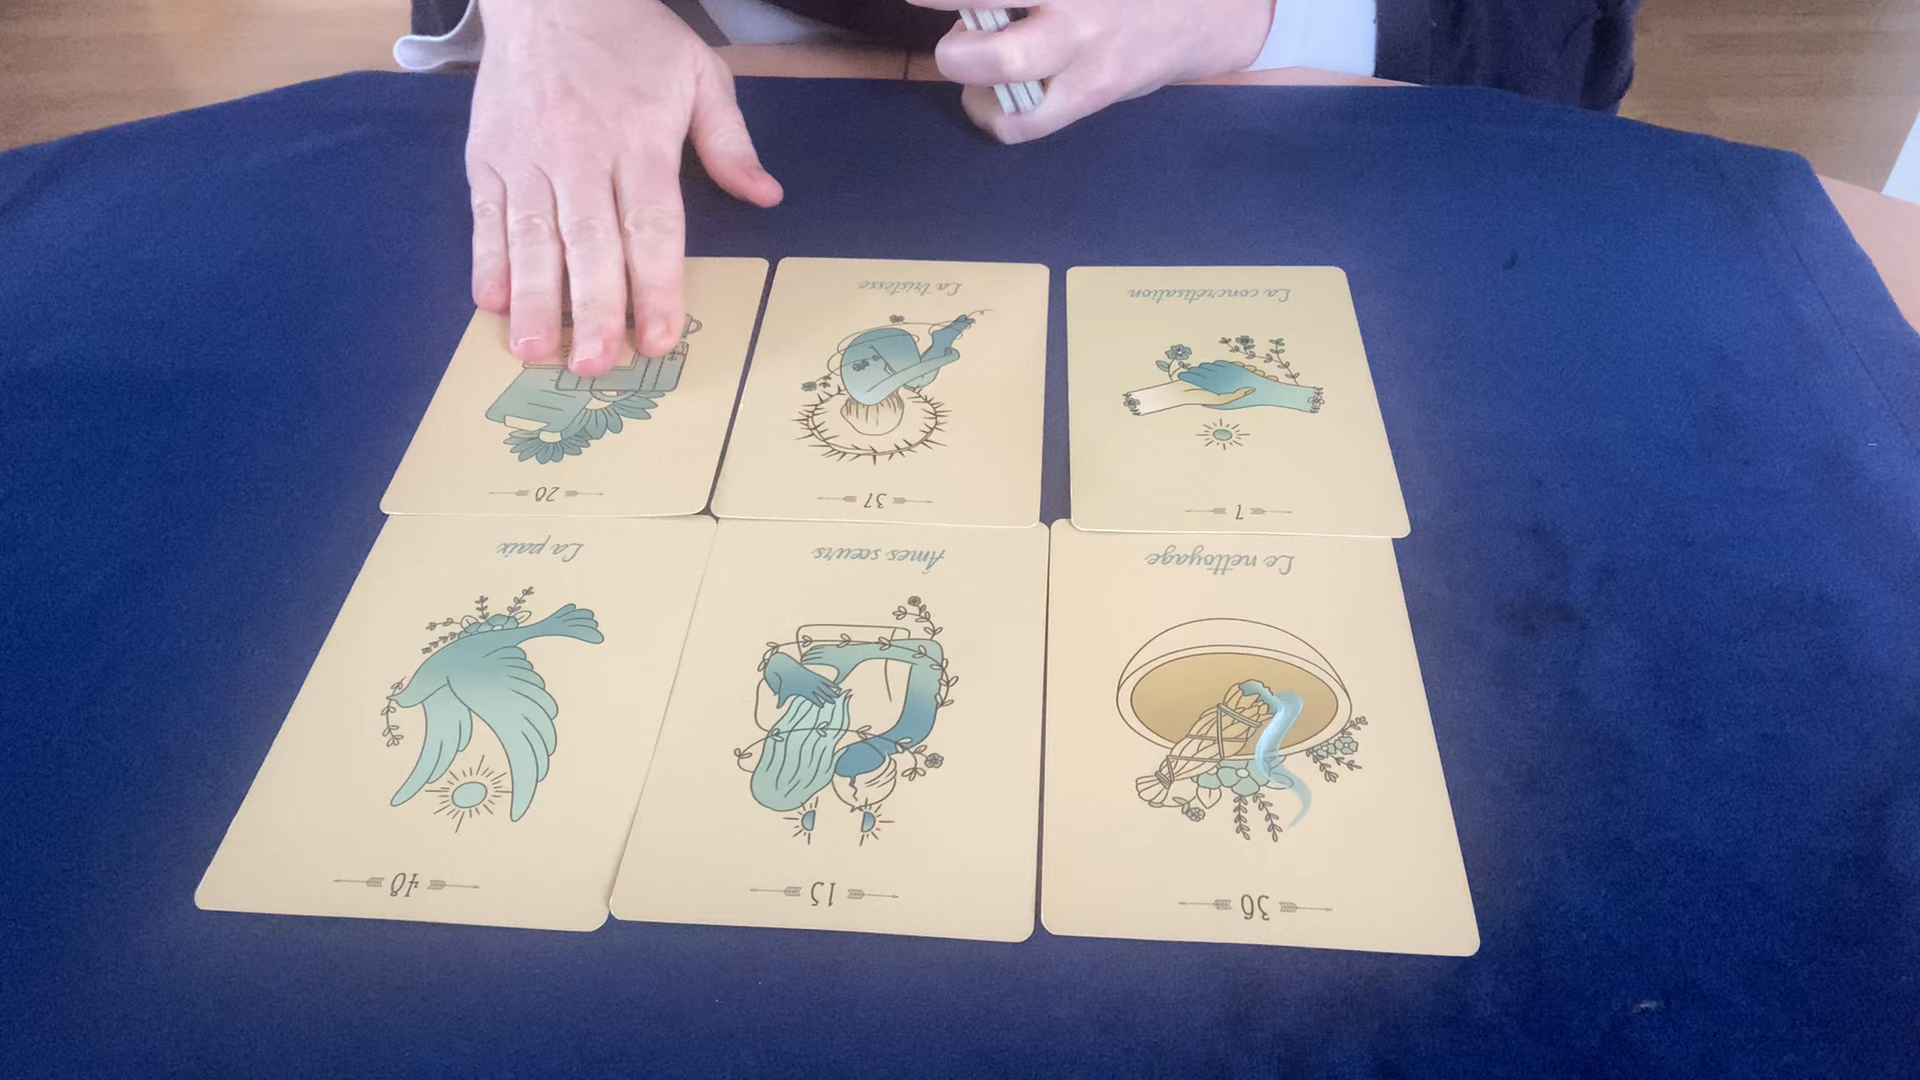 La tristesse
La concrétisation
20
37
7
La paix
Âmes sœurs
Le nettoyage
48
15
36